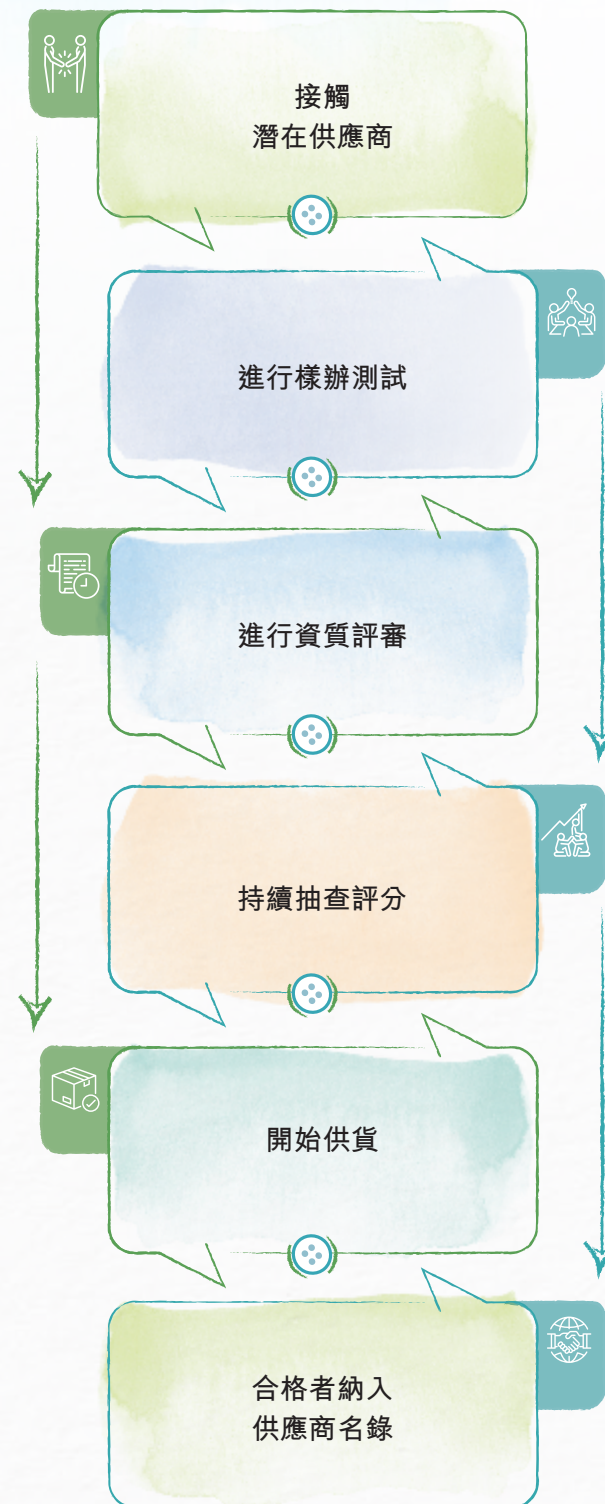 接觸
潛在供應商
進行樣辦測試
進行資質評審
持續抽查評分
開始供貨
合格者納入
供應商名錄